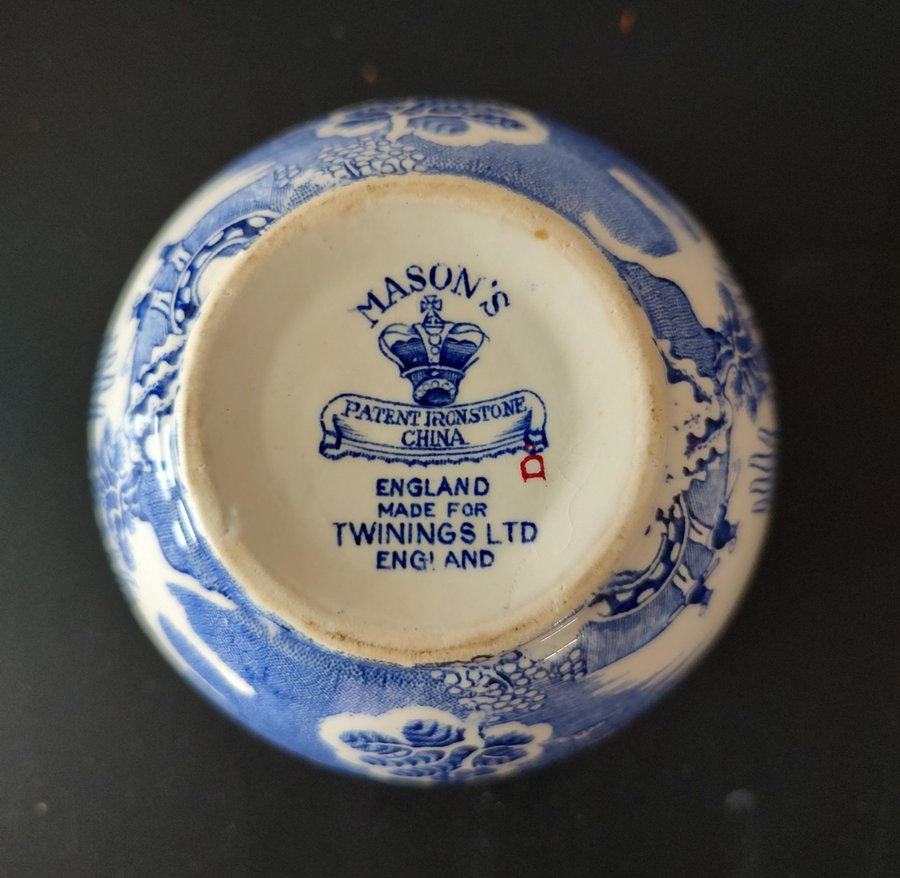 MASON'S
PATENT IRONSTONE
CHINA
D:
ENGLAND
MADE FOR
TWININGS LTD
ENGLAND